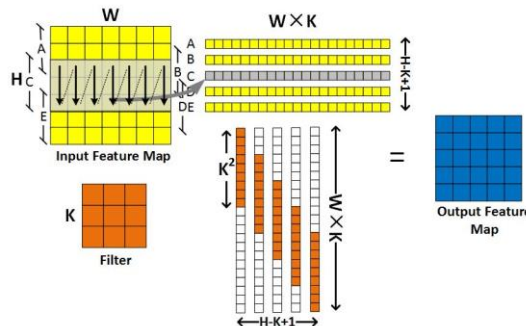 W
W×K
A
H
C
E
B
D
A
B
C
D
DE
E
H-K+1
Input Feature Map
K²
W×K
=
K
Filter
Output Feature
Map
H-K+1